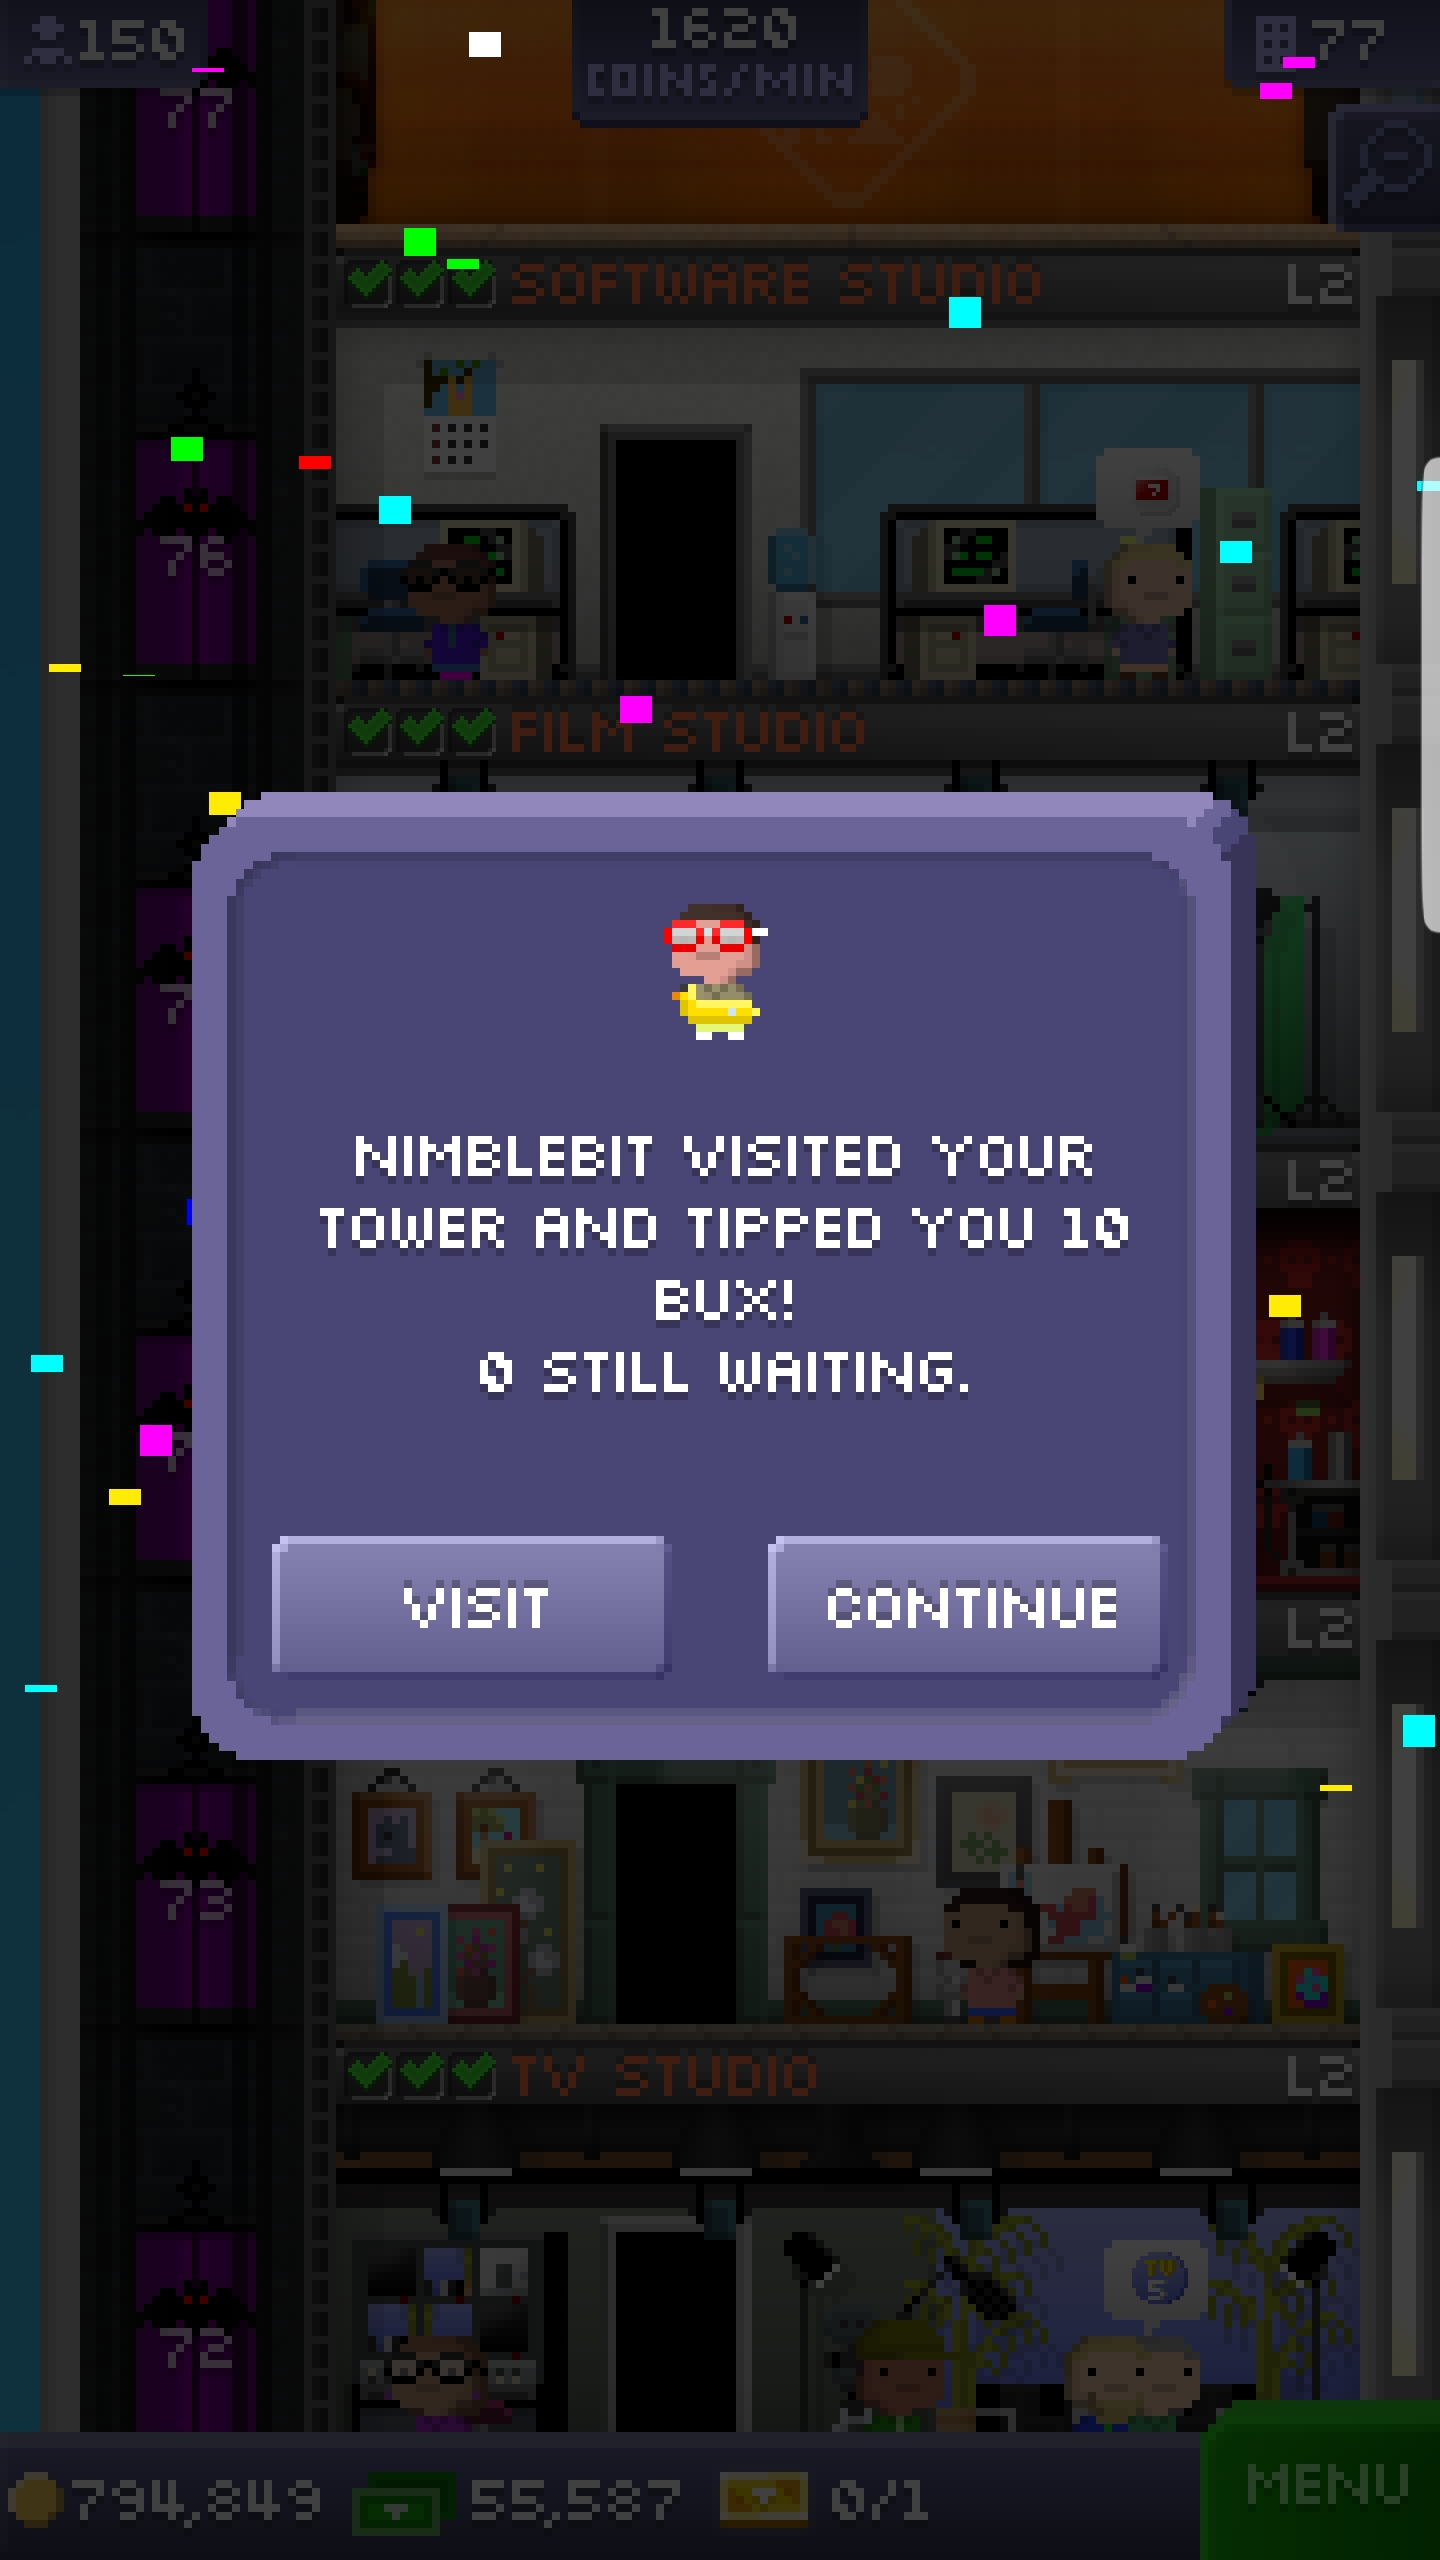 150
1620
COINS/MIN
77
77
SOFTWARE STUDIO L2
76
FILM STUDIO L2
NIMBLEBIT VISITED YOUR
TOWER AND TIPPED YOU 10
BUX!
0 STILL WAITING.
VISIT CONTINUE
L2
L2
73
TV STUDIO L2
TV
5
72
794,849 55,587 0/1 MENU